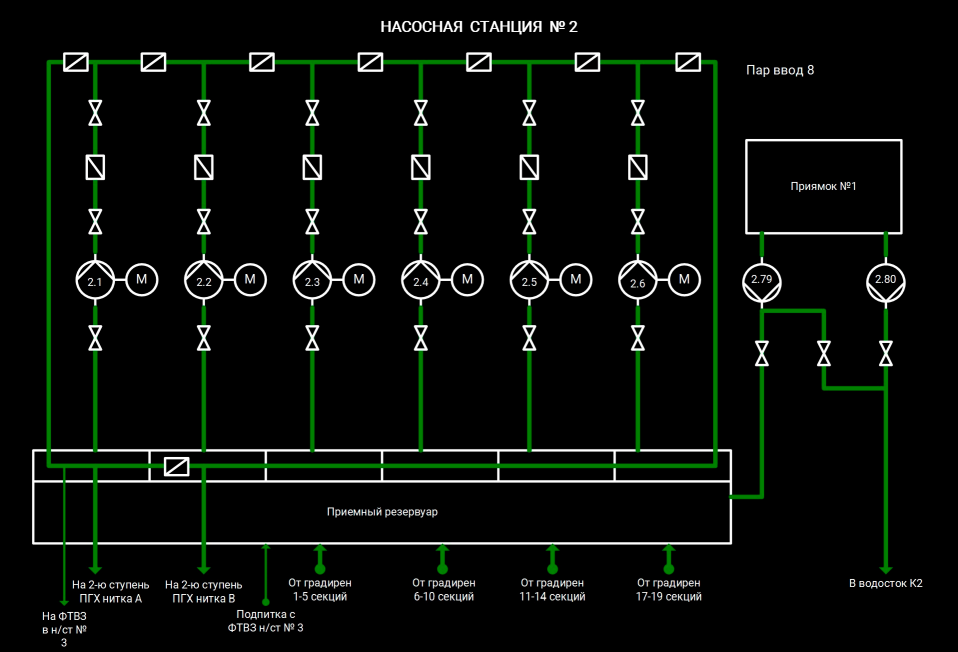 НАСОСНАЯ СТАНЦИЯ № 2
Пар ввод 8
Приямок №1
2.1
М
2.2
М
2.3
М
2.4
М
2.5
М
2.6
М
2.79
2.80
Приемный резервуар
На 2-ю ступень
ПГХ нитка А
На 2-ю ступень
ПГХ нитка В
От градирен
1-5 секций
От градирен
6-10 секций
От градирен
11-14 секций
От градирен
17-19 секций
В водосток К2
На ФТВЗ
в н/ст №
3
Подпитка с
ФТВЗ н/ст № 3